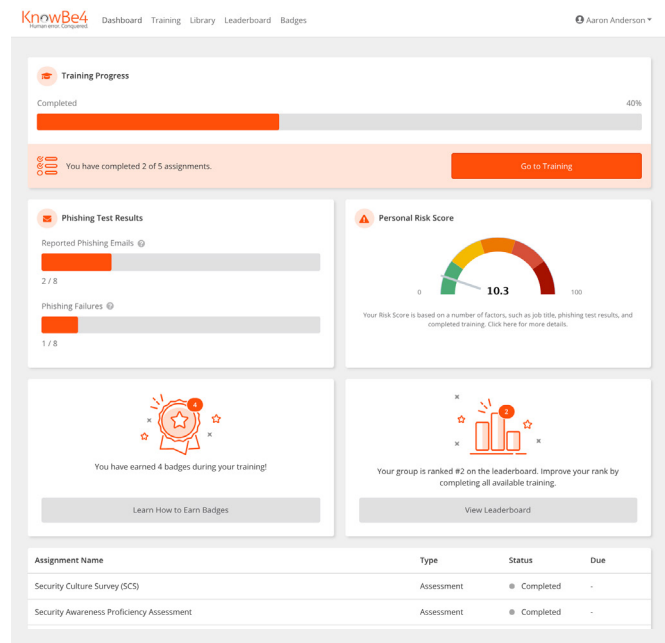 KnowBe4
Human error. Conquered.
Dashboard Training Library Leaderboard Badges
Aaron Anderson
Training Progress
Completed 40%
You have completed 2 of 5 assignments.
Go to Training
Phishing Test Results
Reported Phishing Emails
2 / 8
Phishing Failures
1 / 8
Personal Risk Score
0 10.3 100
Your Risk Score is based on a number of factors, such as job title, phishing test results, and
completed training. Click here for more details.
4
You have earned 4 badges during your training!
Learn How to Earn Badges
2
Your group is ranked #2 on the leaderboard. Improve your rank by
completing all available training.
View Leaderboard
Assignment Name Type Status Due
Security Culture Survey (SCS) Assessment Completed -
Security Awareness Proficiency Assessment Assessment Completed -